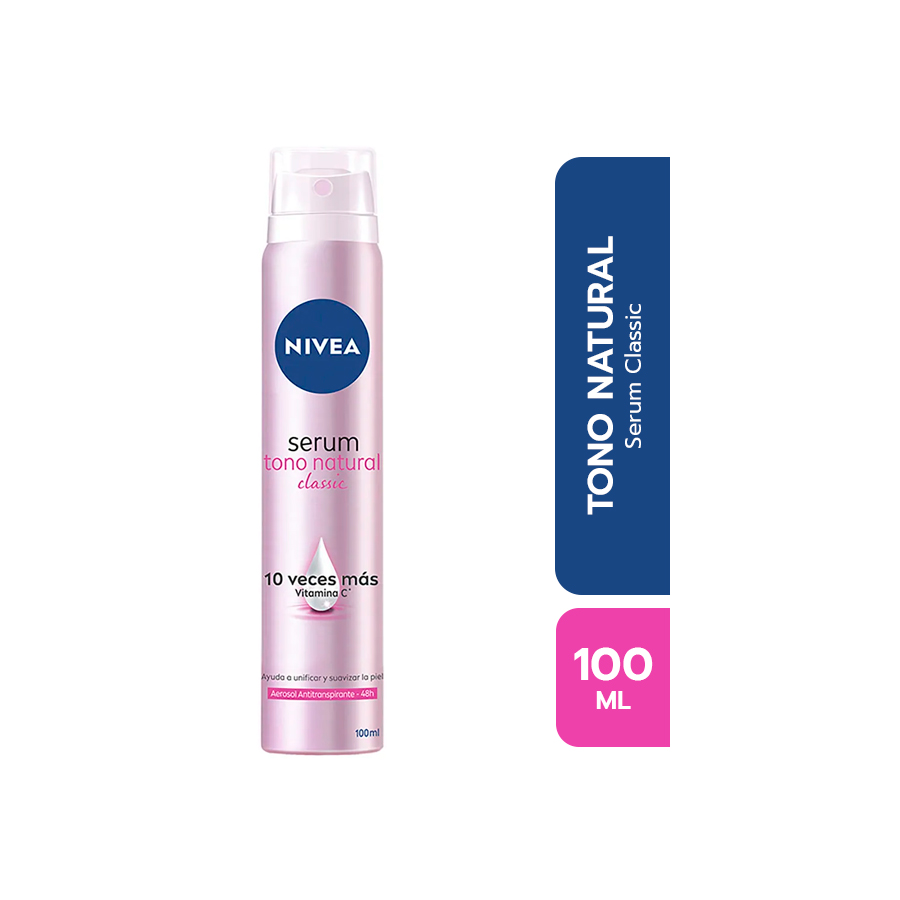 NIVEA
serum
tono natural
classic
10 veces más
Vitamina C*
Ayuda a unificar y suavizar la piel
Aerosol Antitranspirante - 48h
100ml
TONO NATURAL
Serum Classic
100
ML